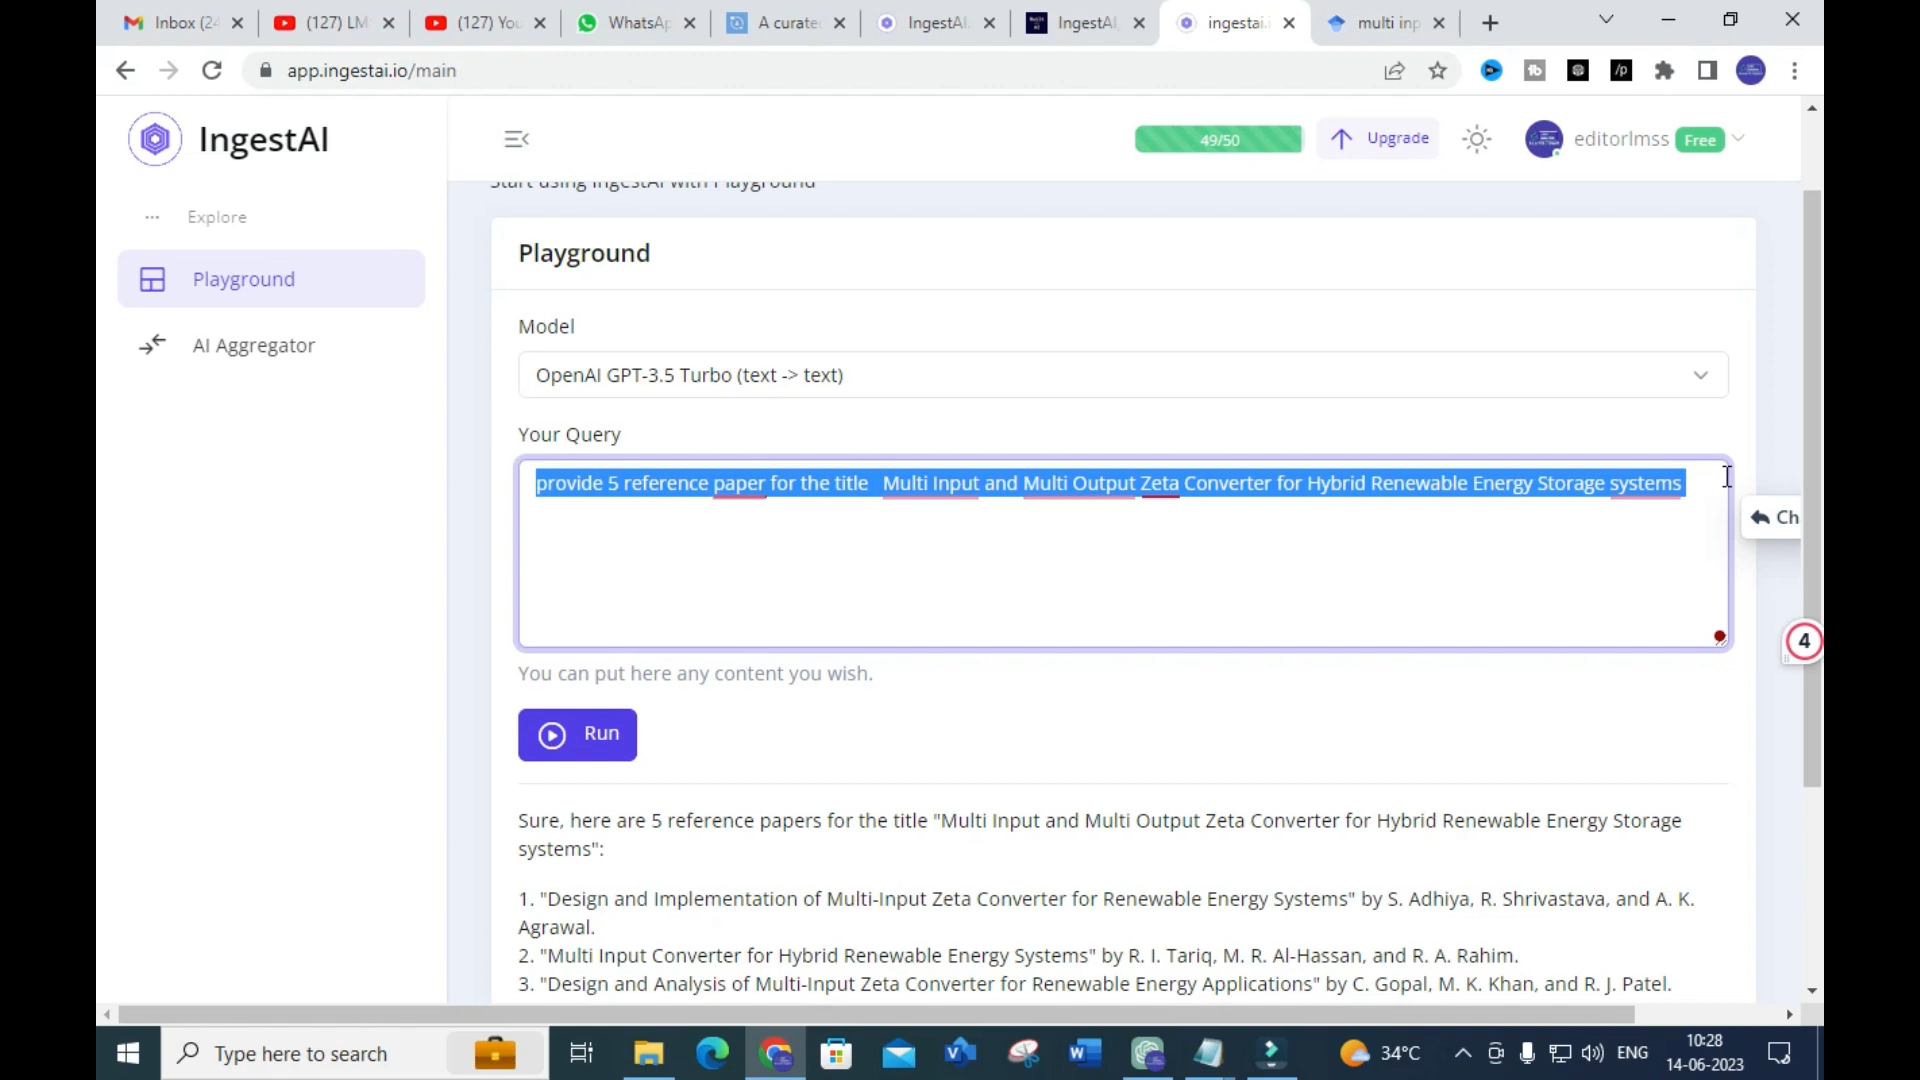 Inbox (24
(127) LM
(127) You
WhatsAp
A curate
IngestAI.
IngestAI,
ingestai.i
multi inp
app.ingestai.io/main
IngestAI
49/50
Upgrade
editorlmss
Free
Explore
Start using IngestAI with Playground
Playground
Playground
AI Aggregator
Model
OpenAI GPT-3.5 Turbo (text -> text)
Your Query
provide 5 reference paper for the title   Multi Input and Multi Output Zeta Converter for Hybrid Renewable Energy Storage systems
Ch
4
You can put here any content you wish.
Run
Sure, here are 5 reference papers for the title "Multi Input and Multi Output Zeta Converter for Hybrid Renewable Energy Storage
systems":
1. "Design and Implementation of Multi-Input Zeta Converter for Renewable Energy Systems" by S. Adhiya, R. Shrivastava, and A. K.
Agrawal.
2. "Multi Input Converter for Hybrid Renewable Energy Systems" by R. I. Tariq, M. R. Al-Hassan, and R. A. Rahim.
3. "Design and Analysis of Multi-Input Zeta Converter for Renewable Energy Applications" by C. Gopal, M. K. Khan, and R. J. Patel.
Type here to search
34°C
ENG
10:28
14-06-2023